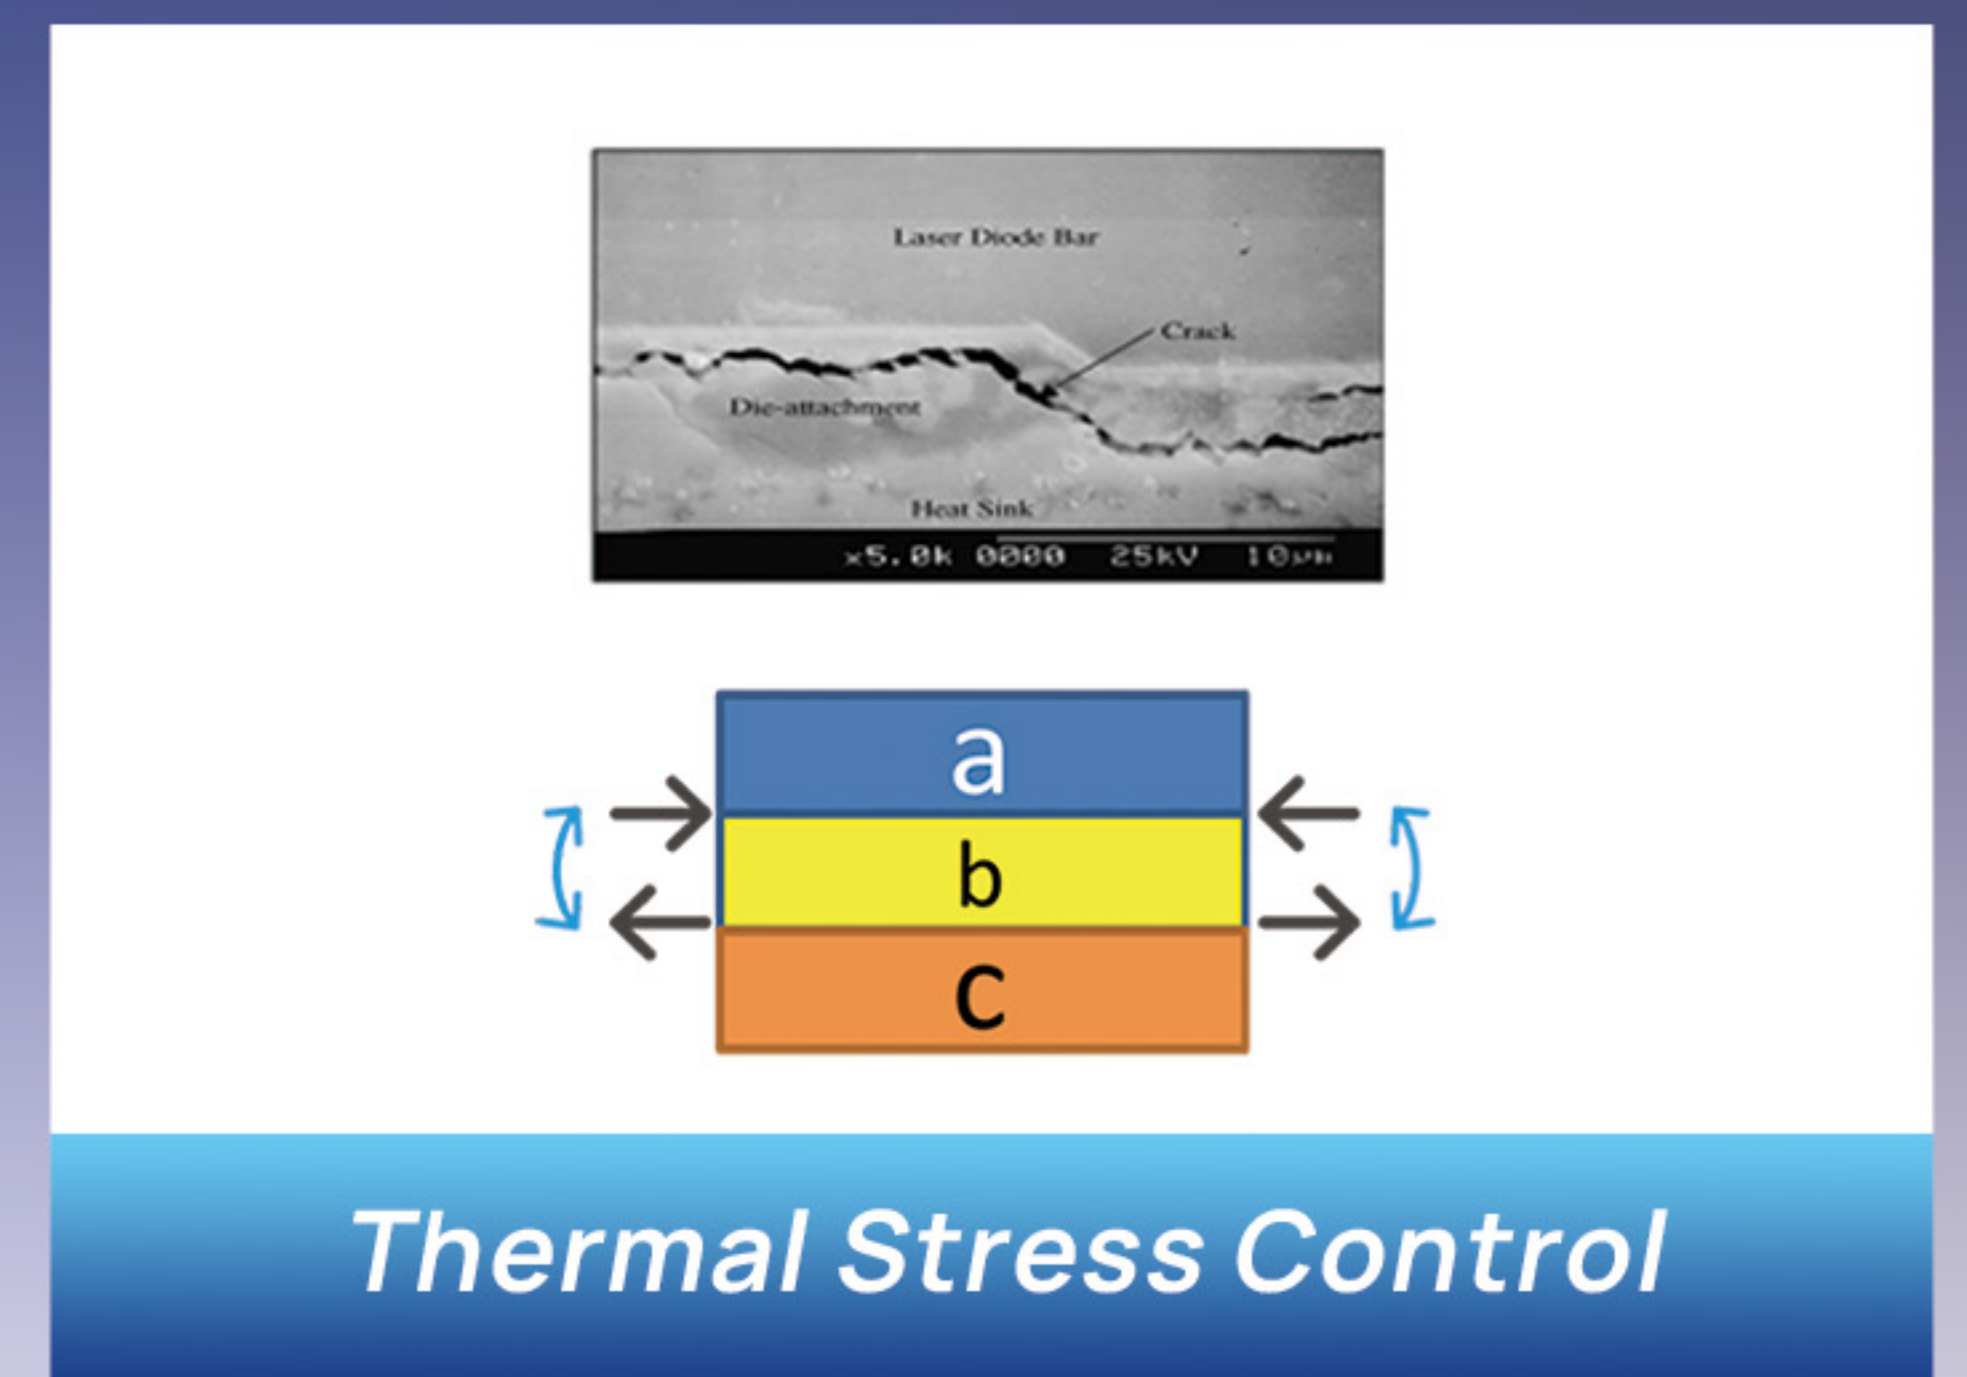 Laser Diode Bar
Crack
Die-attachment
Heat Sink
x5.0k 0000 25kV 10μm
a
b
c
Thermal Stress Control